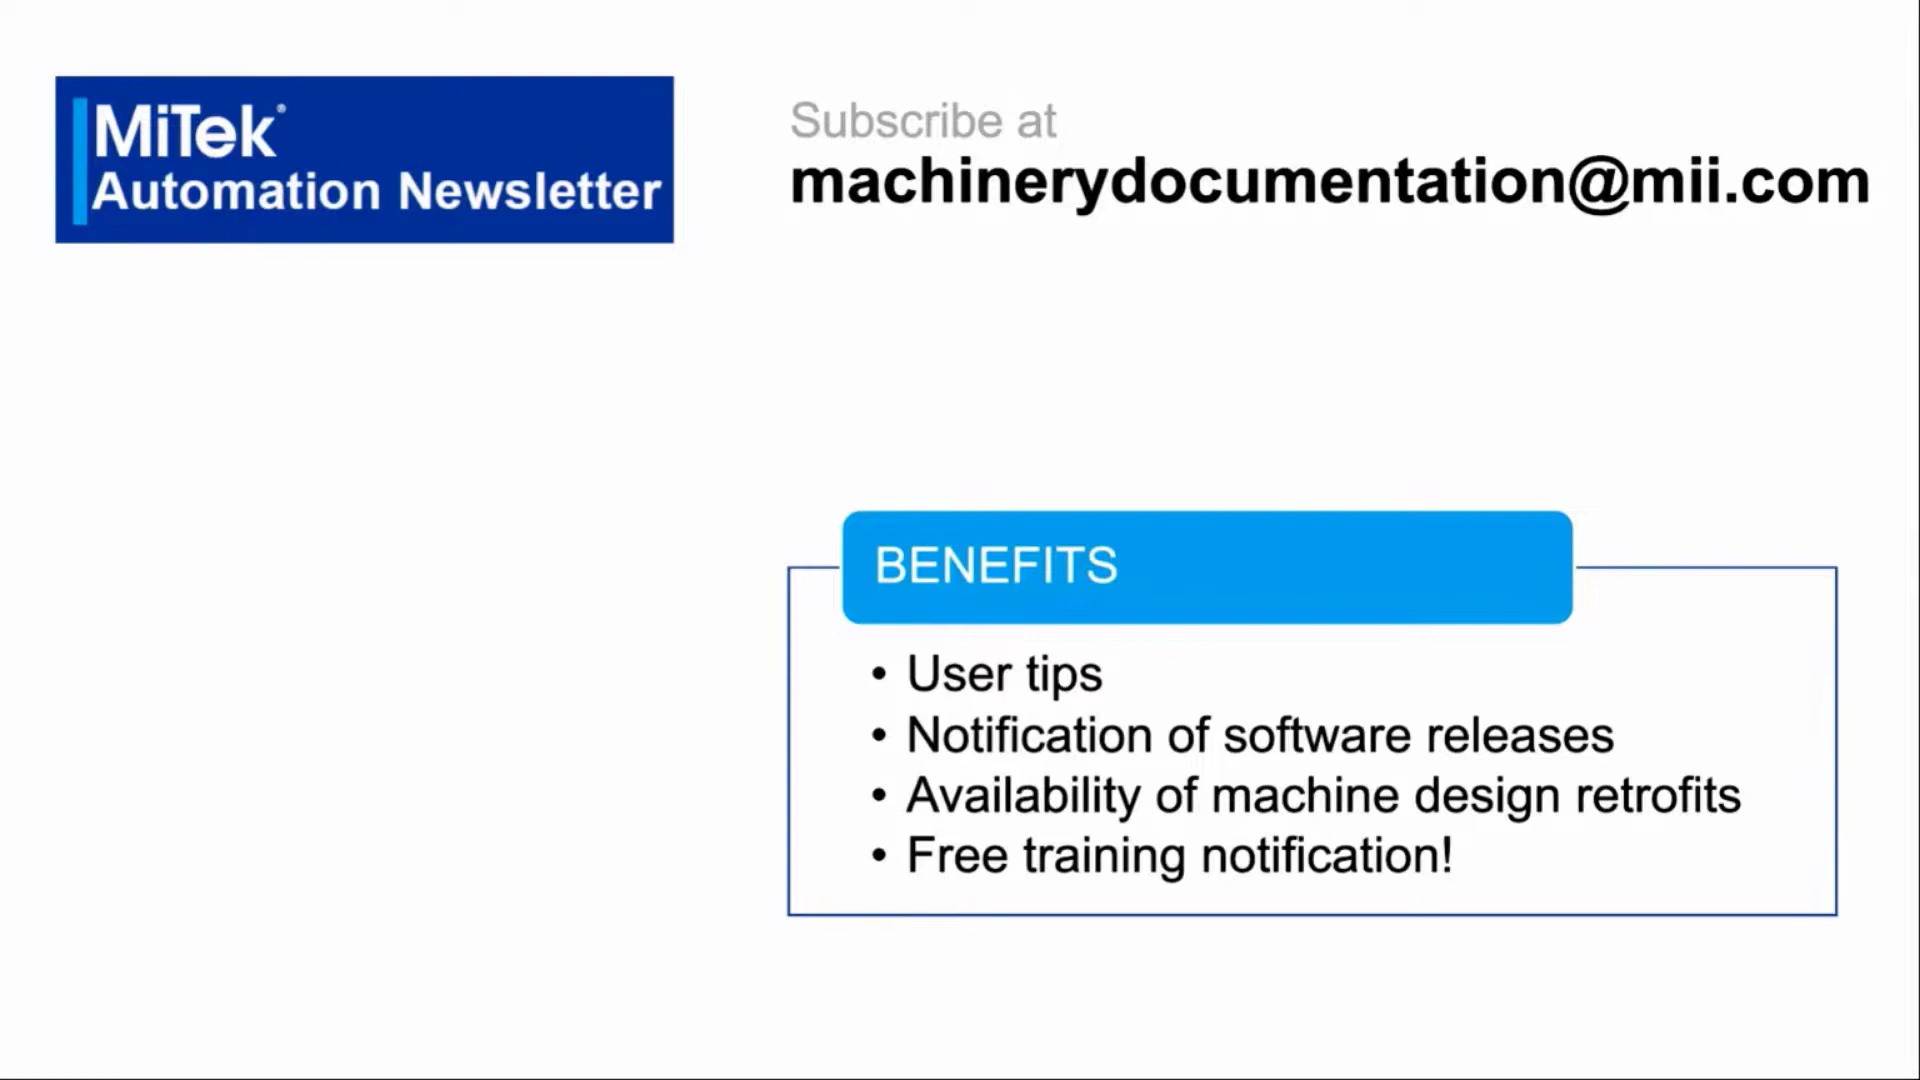 MiTek®
Automation Newsletter
Subscribe at
machinerydocumentation@mii.com
BENEFITS
• User tips
• Notification of software releases
• Availability of machine design retrofits
• Free training notification!